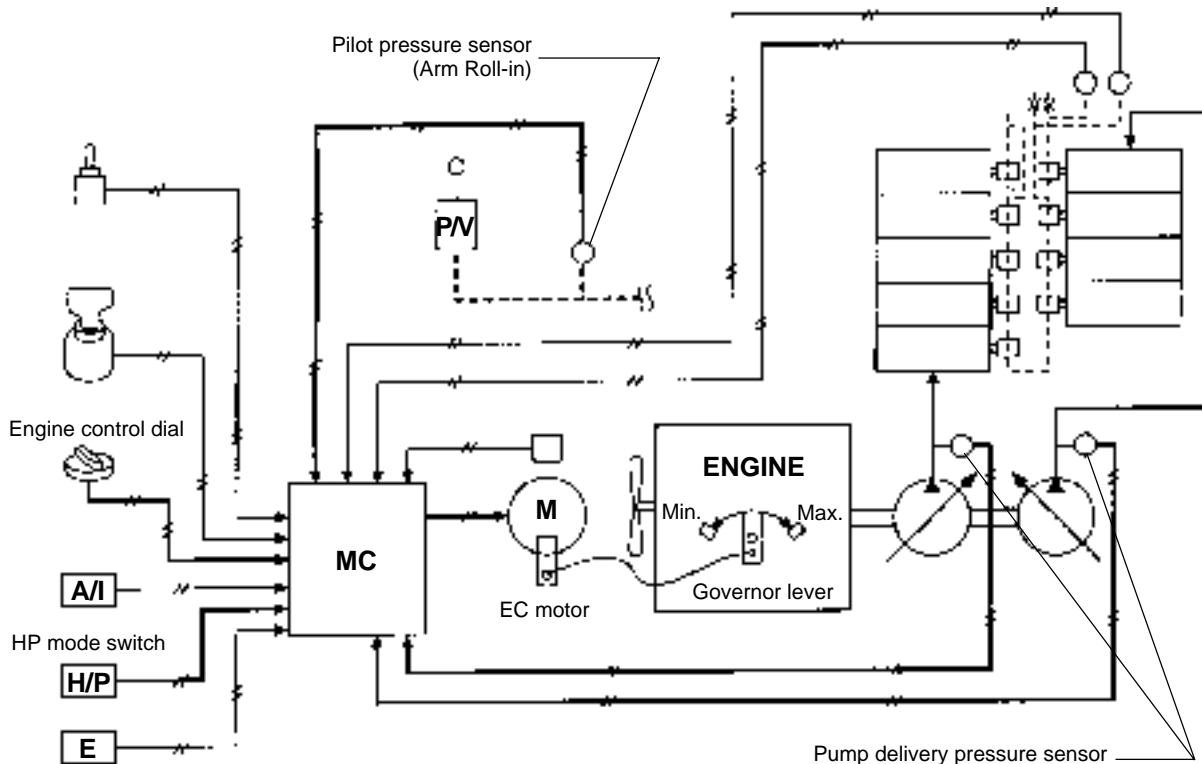 Pilot pressure sensor
(Arm Roll-in)
C
P/V
Engine control dial
ENGINE
M
Min.
Max.
MC
A/I
EC motor
Governor lever
HP mode switch
H/P
E
Pump delivery pressure sensor